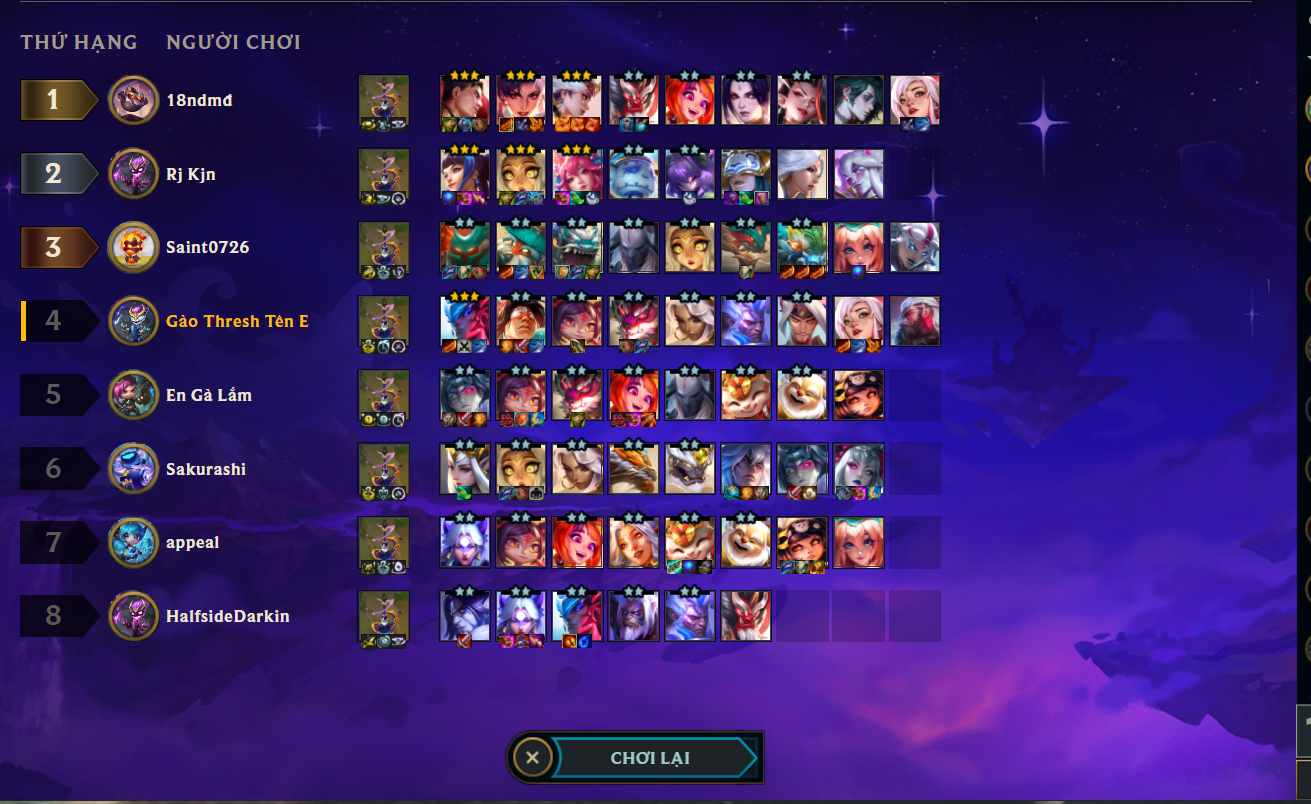 THỨ HẠNG NGƯỜI CHƠI
1 18ndmđ
2 Rj Kjn
3 Saint0726
4 Gào Thresh Tên E
5 En Gà Lắm
6 Sakurashi
7 appeal
8 HalfsideDarkin
CHƠI LẠI